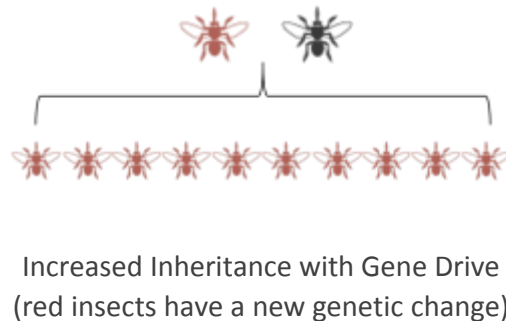 Increased Inheritance with Gene Drive
(red insects have a new genetic change)